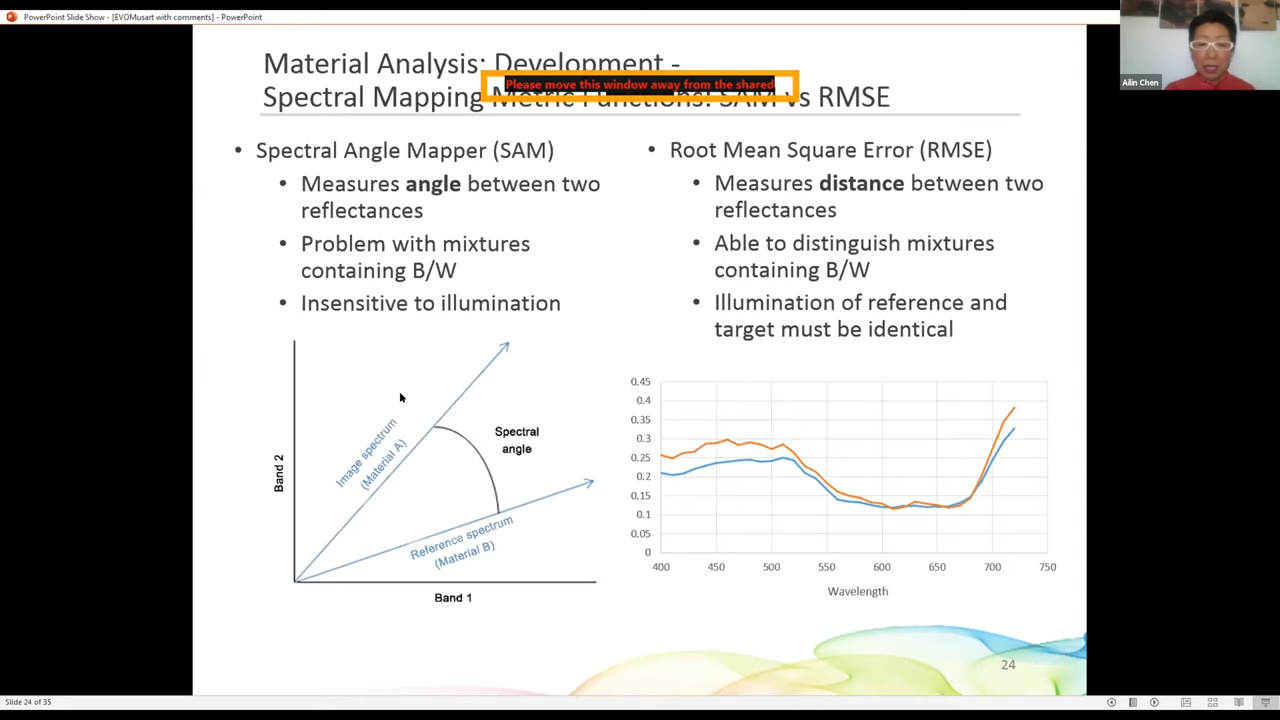 PowerPoint Slide Show - [EVOMusart with comments] - PowerPoint
Ailin Chen
Material Analysis: Development -
Please move this window away from the shared
Spectral Mapping Metric Functions: SAM vs RMSE
• Spectral Angle Mapper (SAM)
• Measures angle between two
reflectances
• Problem with mixtures
containing B/W
• Insensitive to illumination
• Root Mean Square Error (RMSE)
• Measures distance between two
reflectances
• Able to distinguish mixtures
containing B/W
• Illumination of reference and
target must be identical
Band 2
Image spectrum
(Material A)
Spectral
angle
Reference spectrum
(Material B)
Band 1
0.45
0.4
0.35
0.3
0.25
0.2
0.15
0.1
0.05
0
400 450 500 550 600 650 700 750
Wavelength
24
Slide 24 of 35